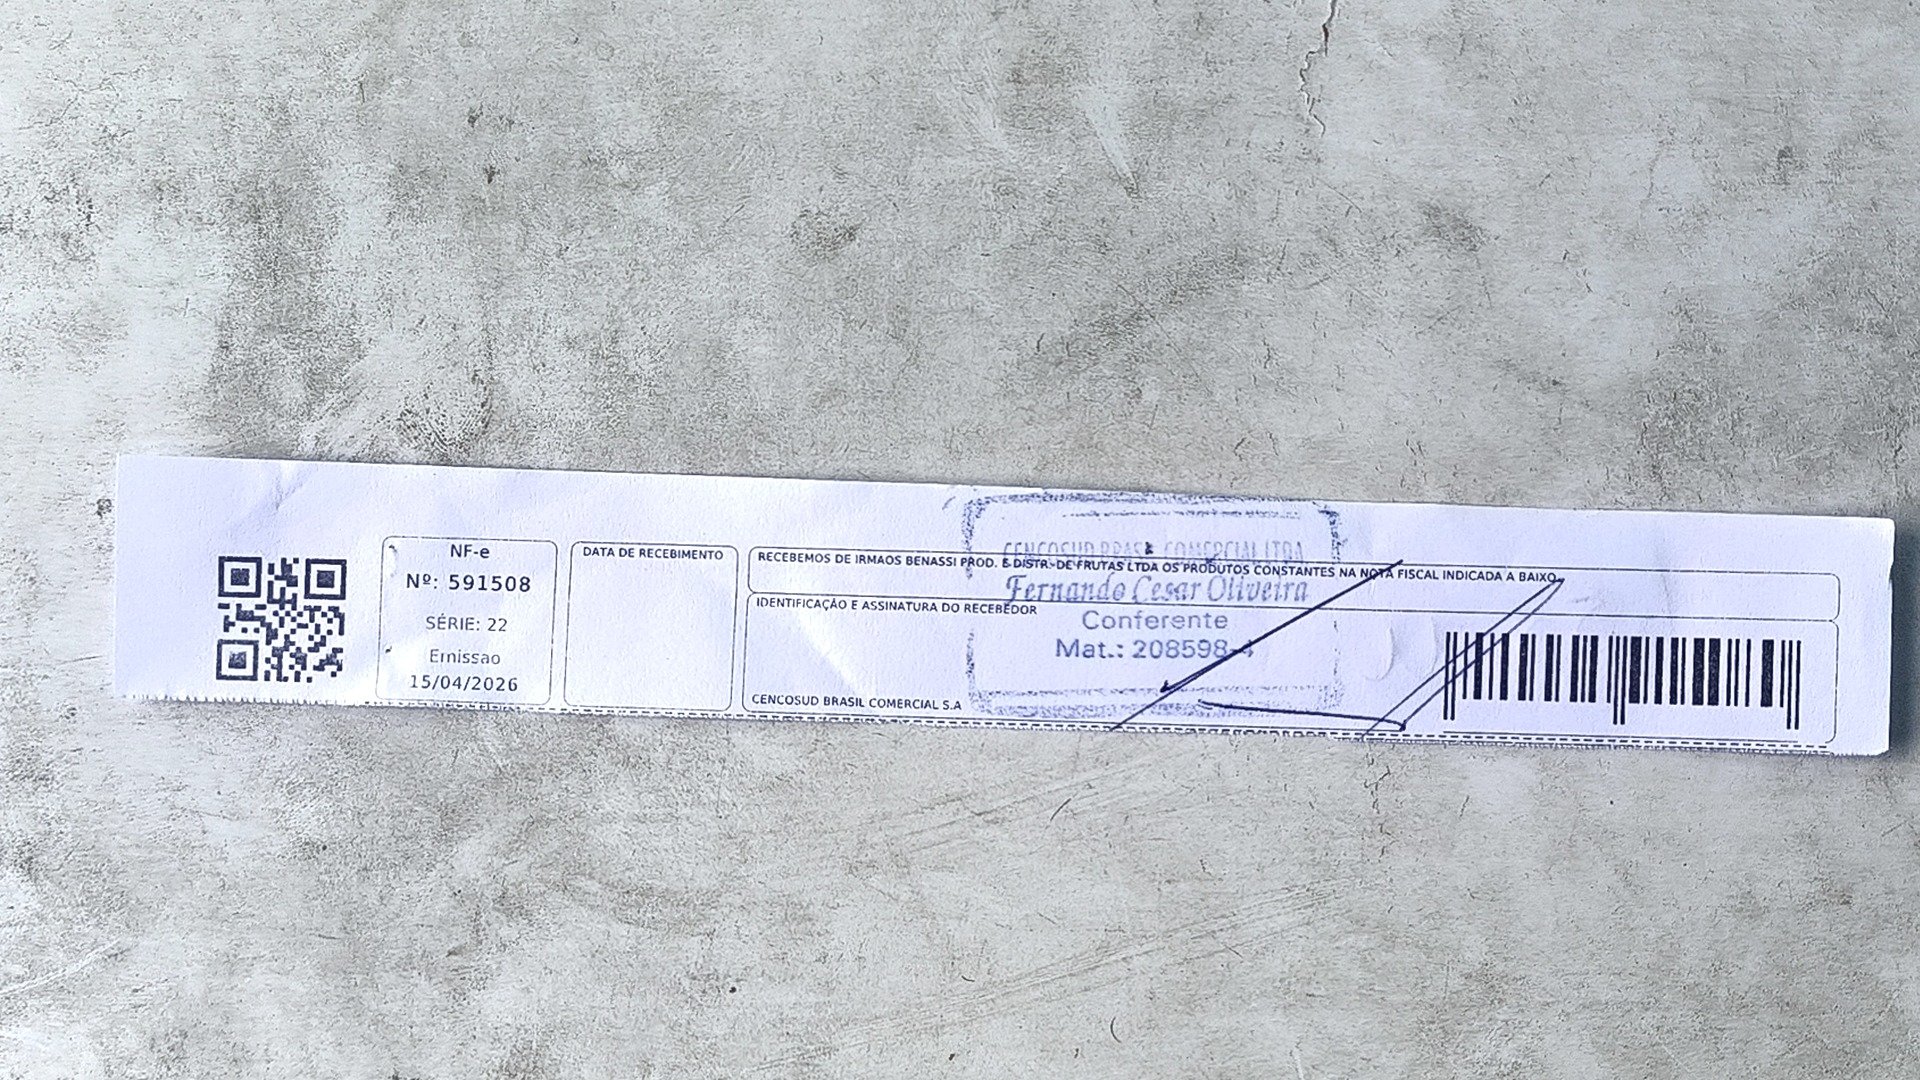 NF-e
Nº: 591508
SÉRIE: 22
Emissao
15/04/2026
DATA DE RECEBIMENTO
RECEBEMOS DE IRMAOS BENASSI PROD. E DISTR. DE FRUTAS LTDA OS PRODUTOS CONSTANTES NA NOTA FISCAL INDICADA A BAIXO
IDENTIFICAÇÃO E ASSINATURA DO RECEBEDOR
CENCOSUD BRASIL COMERCIAL S.A
CENCOSUD BRASIL COMERCIAL LTDA
Fernando Cesar Oliveira
Conferente
Mat.: 208598-4